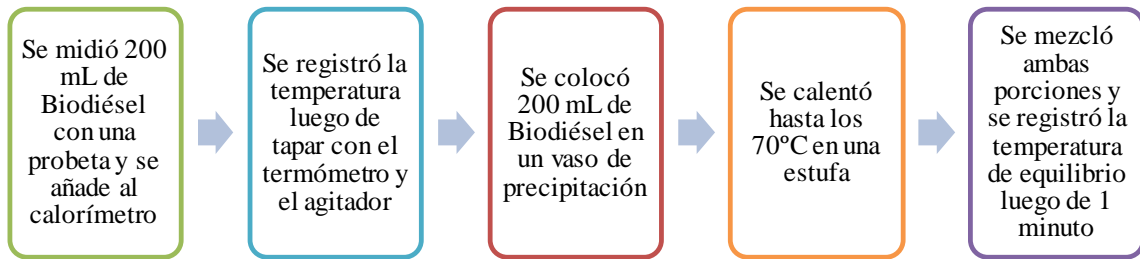 Se midió 200
mL de
Biodiésel
con una
probeta y se
añade al
calorímetro
Se registró la
temperatura
luego de
tapar con el
termómetro y
el agitador
Se colocó
200 mL de
Biodiésel en
un vaso de
precipitación
Se calentó
hasta los
70ºC en una
estufa
Se mezcló
ambas
porciones y
se registró la
temperatura
de equilibrio
luego de 1
minuto